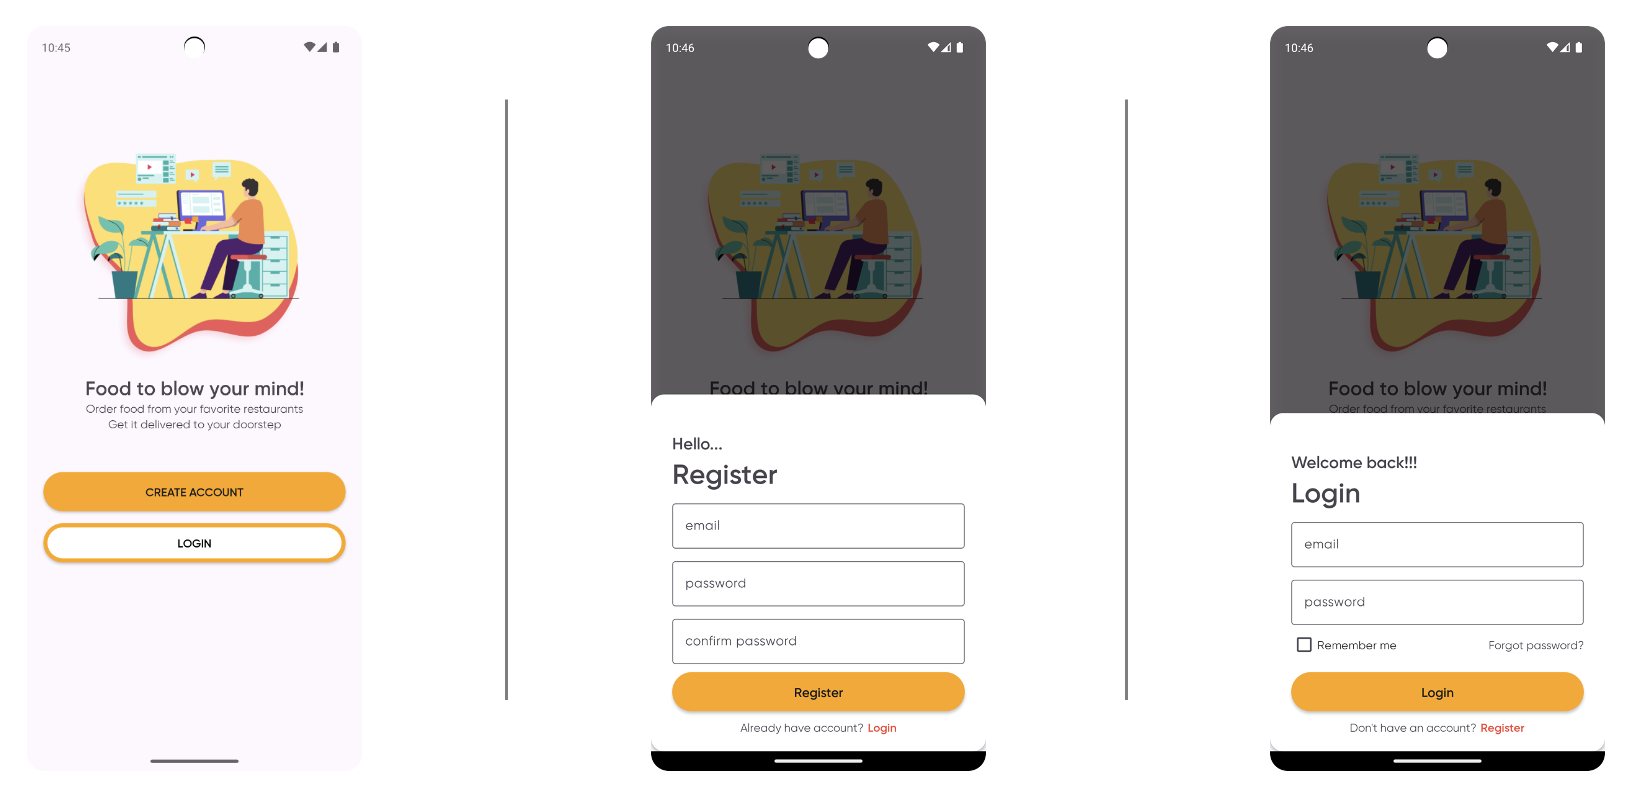 10:45
Food to blow your mind!
Order food from your favorite restaurants
Get it delivered to your doorstep
CREATE ACCOUNT
LOGIN
10:46
Food to blow your mind!
Hello...
Register
email
password
confirm password
Register
Already have account? Login
10:46
Food to blow your mind!
Order food from your favorite restaurants
Welcome back!!!
Login
email
password
Remember me Forgot password?
Login
Don't have an account? Register